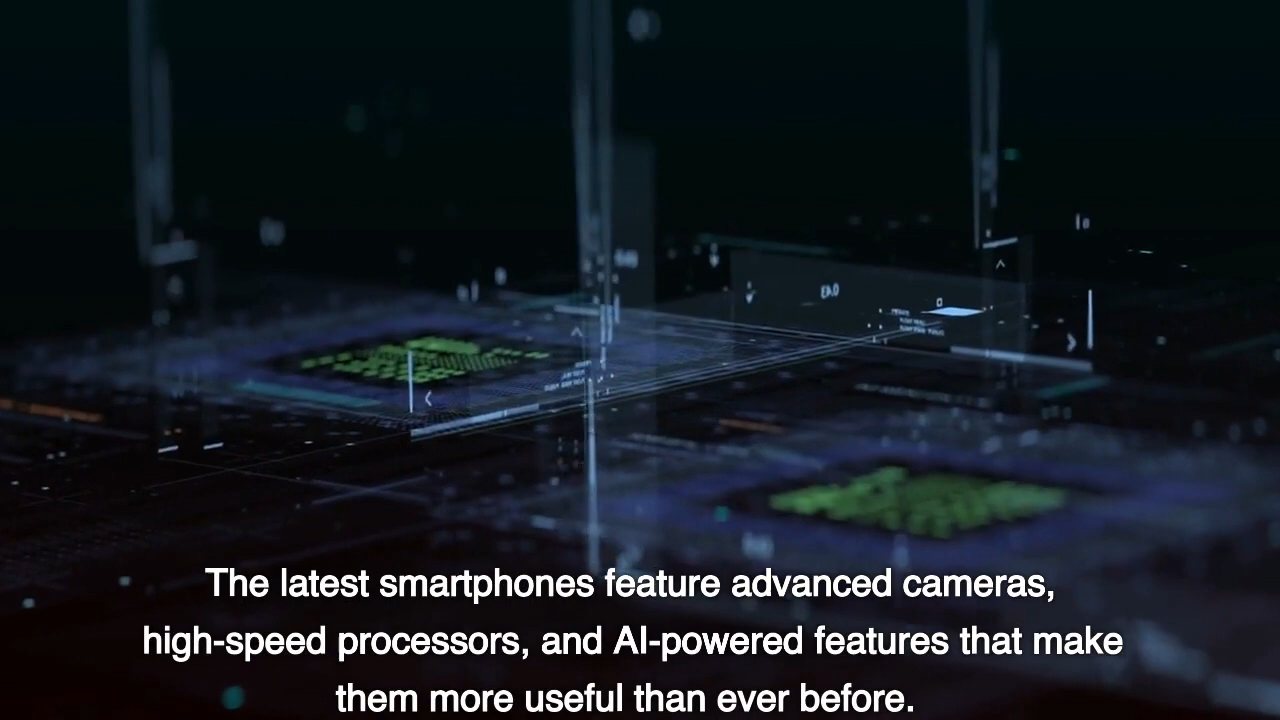 The latest smartphones feature advanced cameras,
high-speed processors, and AI-powered features that make
them more useful than ever before.